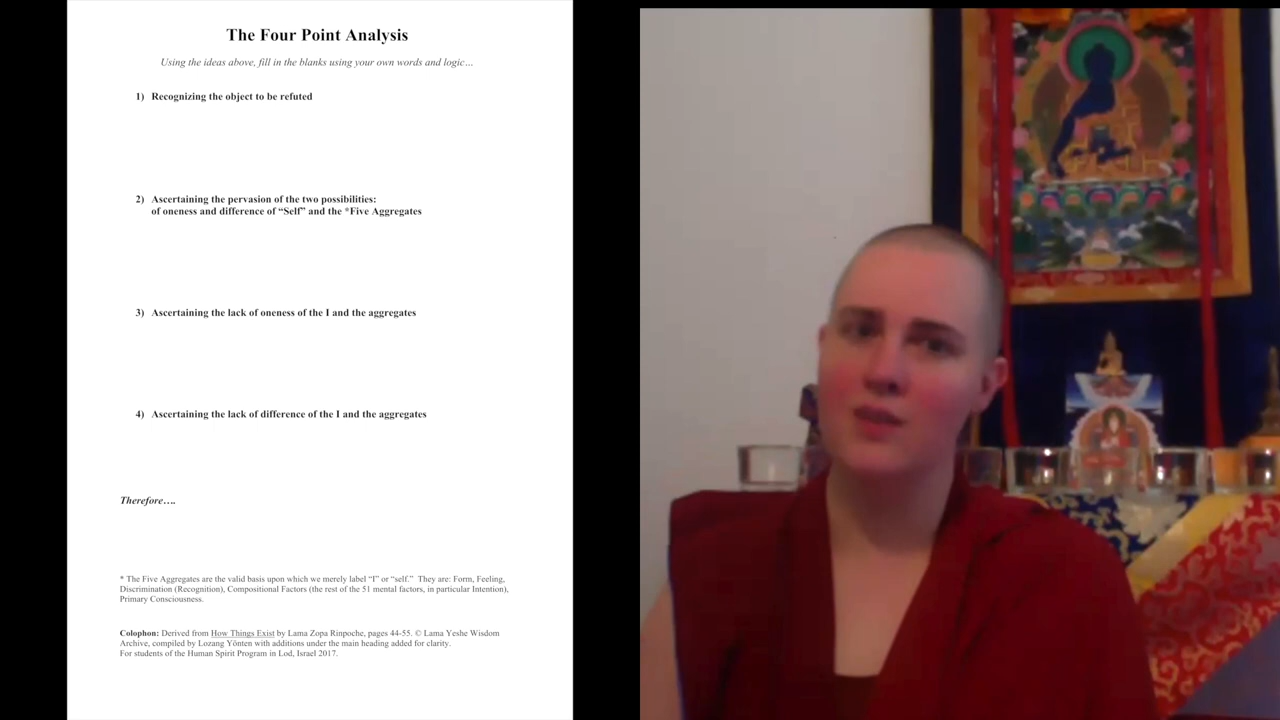 The Four Point Analysis
Using the ideas above, fill in the blanks using your own words and logic…
1) Recognizing the object to be refuted
2) Ascertaining the pervasion of the two possibilities:
of oneness and difference of “Self” and the *Five Aggregates
3) Ascertaining the lack of oneness of the I and the aggregates
4) Ascertaining the lack of difference of the I and the aggregates
Therefore….
* The Five Aggregates are the valid basis upon which we merely label “I” or “self.”  They are: Form, Feeling,
Discrimination (Recognition), Compositional Factors (the rest of the 51 mental factors, in particular Intention),
Primary Consciousness.
Colophon: Derived from How Things Exist by Lama Zopa Rinpoche, pages 44-55. © Lama Yeshe Wisdom
Archive, compiled by Lozang Yönten with additions under the main heading added for clarity.
For students of the Human Spirit Program in Lod, Israel 2017.